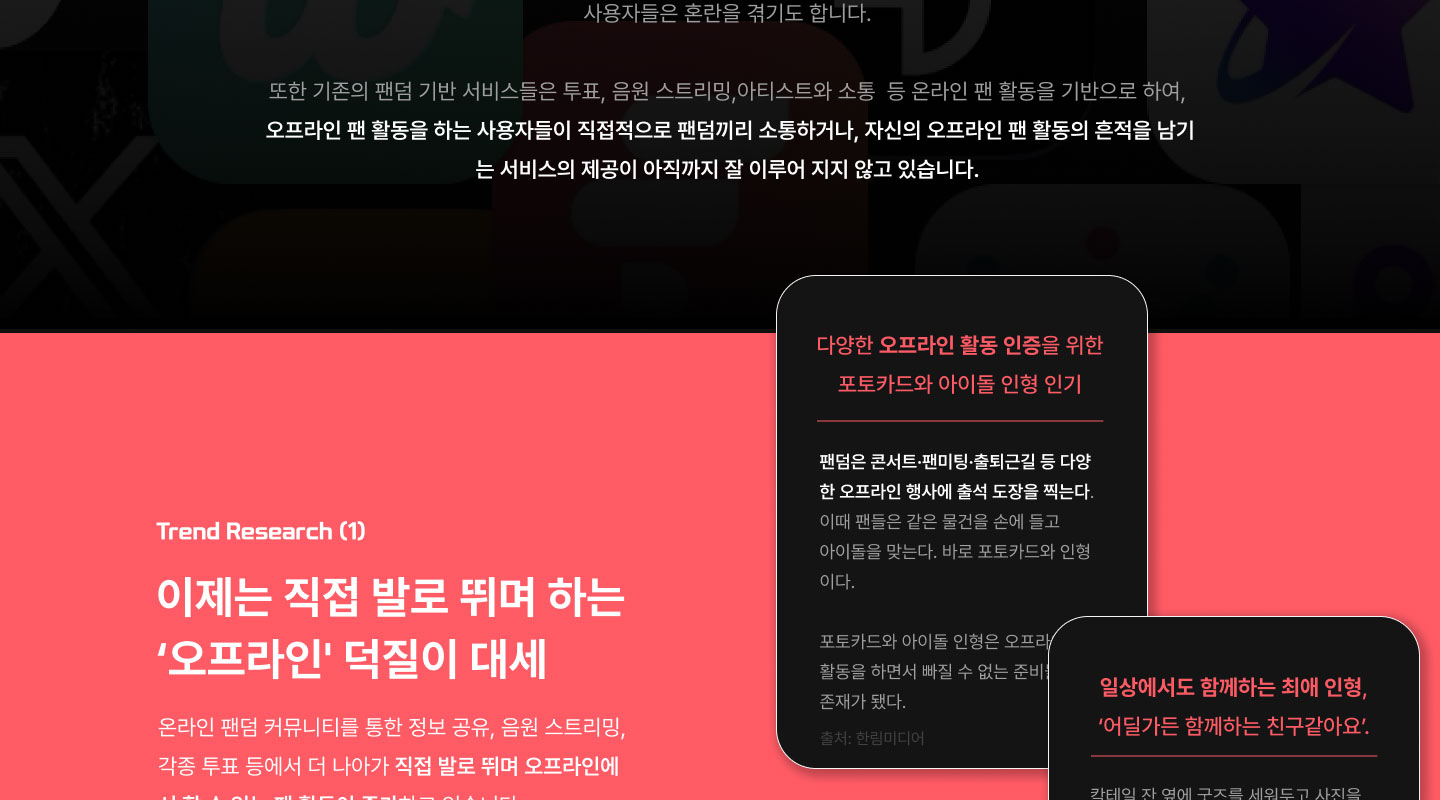 사용자들은 혼란을 겪기도 합니다.
또한 기존의 팬덤 기반 서비스들은 투표, 음원 스트리밍,아티스트와 소통 등 온라인 팬 활동을 기반으로 하여,
오프라인 팬 활동을 하는 사용자들이 직접적으로 팬덤끼리 소통하거나, 자신의 오프라인 팬 활동의 흔적을 남기
는 서비스의 제공이 아직까지 잘 이루어 지지 않고 있습니다.
Trend Research (1)
이제는 직접 발로 뛰며 하는
‘오프라인' 덕질이 대세
온라인 팬덤 커뮤니티를 통한 정보 공유, 음원 스트리밍,
각종 투표 등에서 더 나아가 직접 발로 뛰며 오프라인에
다양한 오프라인 활동 인증을 위한
포토카드와 아이돌 인형 인기
팬덤은 콘서트·팬미팅·출퇴근길 등 다양
한 오프라인 행사에 출석 도장을 찍는다.
이때 팬들은 같은 물건을 손에 들고
아이돌을 맞는다. 바로 포토카드와 인형
이다.
포토카드와 아이돌 인형은 오프라
활동을 하면서 빠질 수 없는
존재가 됐다.
출처: 한림미디어
일상에서도 함께하는 최애 인형,
‘어딜가든 함께하는 친구같아요’.
칵테일 잔 옆에 굿즈를 세워두고 사진을